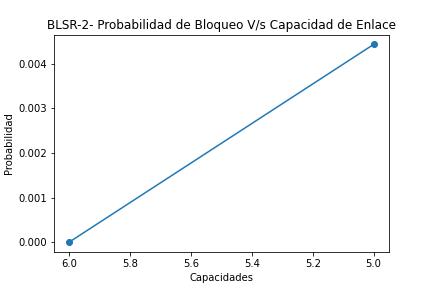 BLSR-2- Probabilidad de Bloqueo V/s Capacidad de Enlace
0.004
0.003
0.002
0.001
0.000
Probabilidad
6.0 5.8 5.6 5.4 5.2 5.0
Capacidades